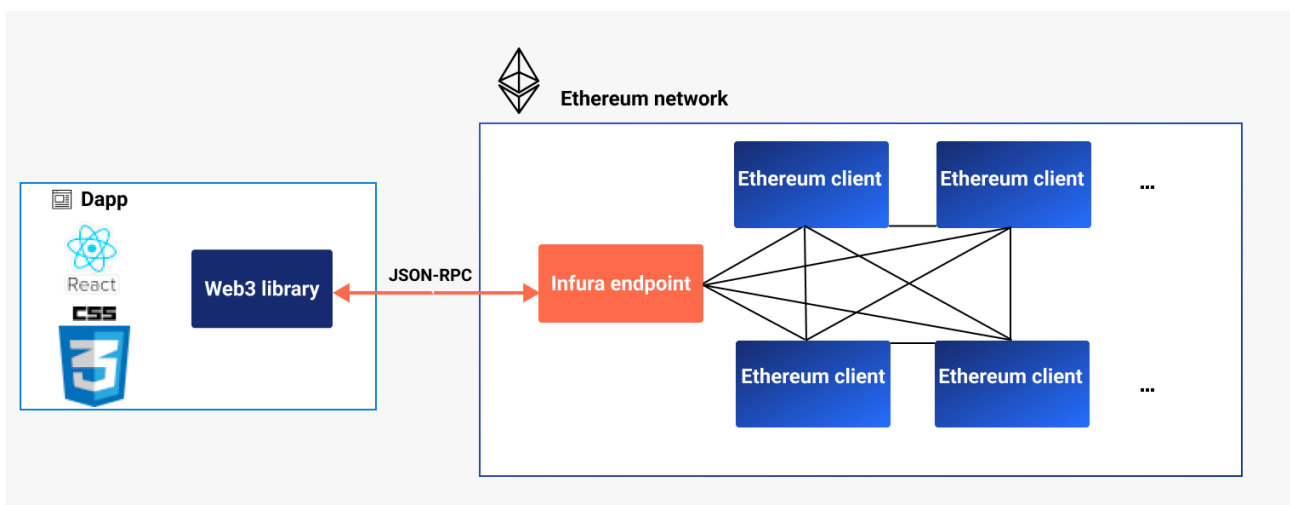 Ethereum network
Dapp
React
CSS
3
Web3 library
JSON-RPC
Infura endpoint
Ethereum client
Ethereum client
...
Ethereum client
Ethereum client
...